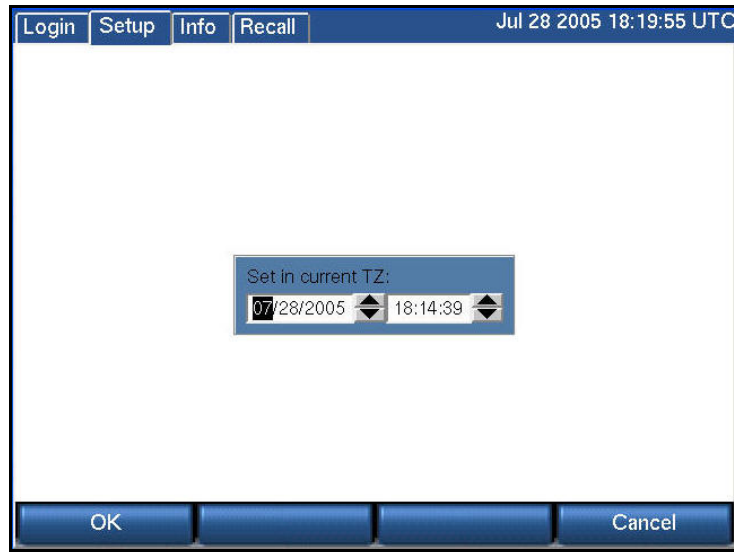 Login Setup Info Recall Jul 28 2005 18:19:55 UTC
Set in current TZ:
07/28/2005 18:14:39
OK Cancel